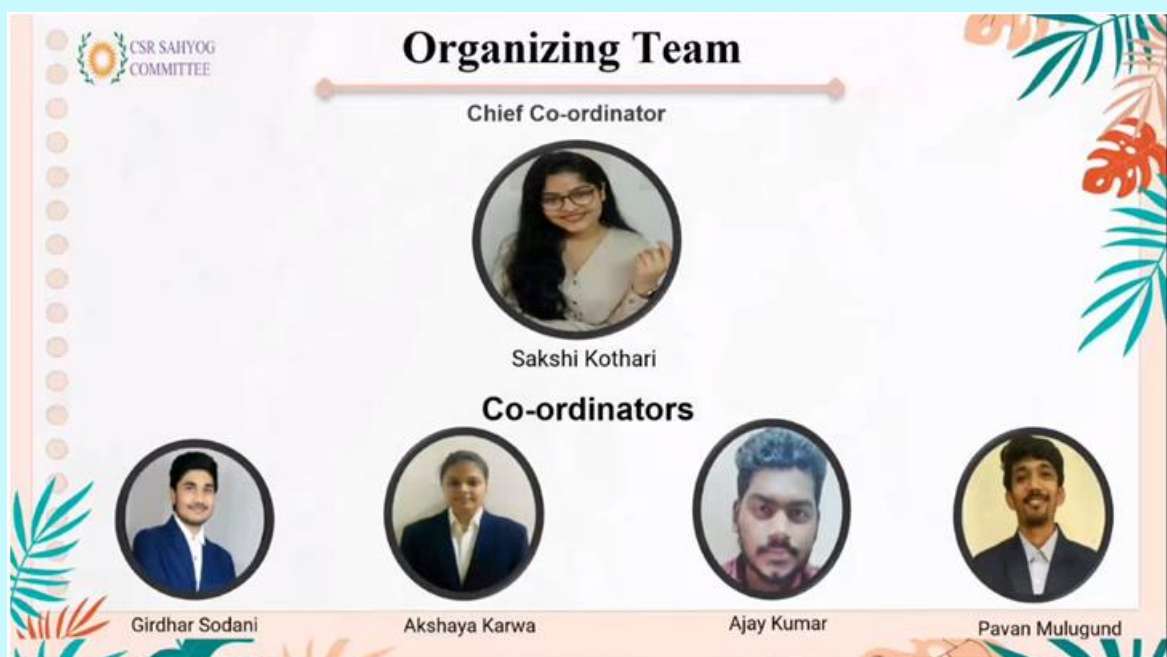 CSR SAHYOG
COMMITTEE
Organizing Team
Chief Co-ordinator
Sakshi Kothari
Co-ordinators
Girdhar Sodani
Akshaya Karwa
Ajay Kumar
Pavan Mulugund